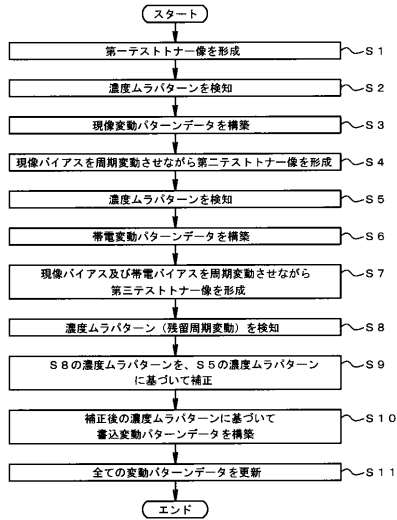 スタート
第一テストトナー像を形成
S1
濃度ムラパターンを検知
S2
現像変動パターンデータを構築
S3
現像バイアスを周期変動させながら第二テストトナー像を形成
S4
濃度ムラパターンを検知
S5
帯電変動パターンデータを構築
S6
現像バイアス及び帯電バイアスを周期変動させながら
第三テストトナー像を形成
S7
濃度ムラパターン（残留周期変動）を検知
S8
S8の濃度ムラパターンを、S5の濃度ムラパターン
に基づいて補正
S9
補正後の濃度ムラパターンに基づいて
書込変動パターンデータを構築
S10
全ての変動パターンデータを更新
S11
エンド